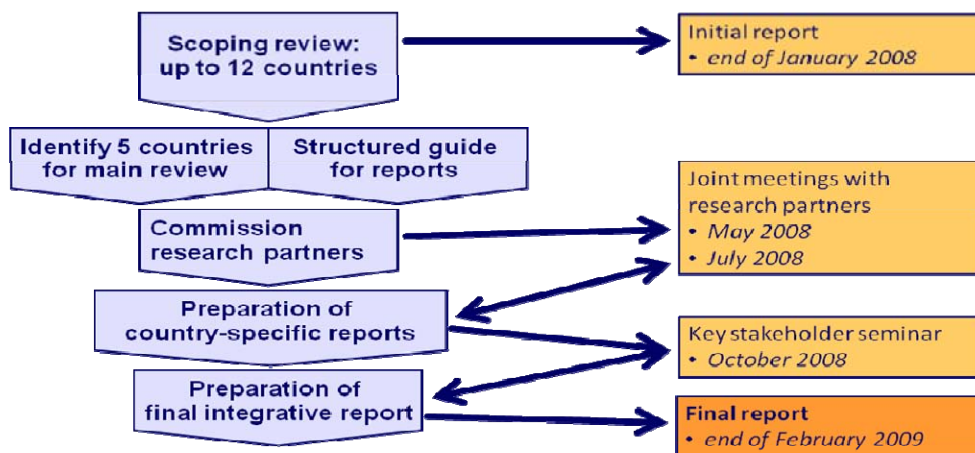 Scoping review:
up to 12 countries
Initial report
• end of January 2008
Identify 5 countries
for main review
Structured guide
for reports
Joint meetings with
research partners
• May 2008
• July 2008
Commission
research partners
Preparation of
country-specific reports
Key stakeholder seminar
• October 2008
Preparation of
final integrative report
Final report
• end of February 2009